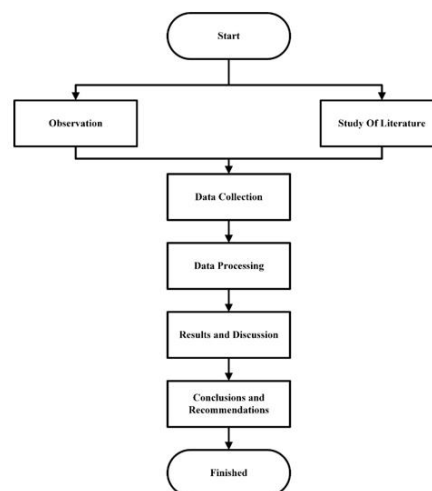 Start
Observation
Study Of Literature
Data Collection
Data Processing
Results and Discussion
Conclusions and
Recommendations
Finished